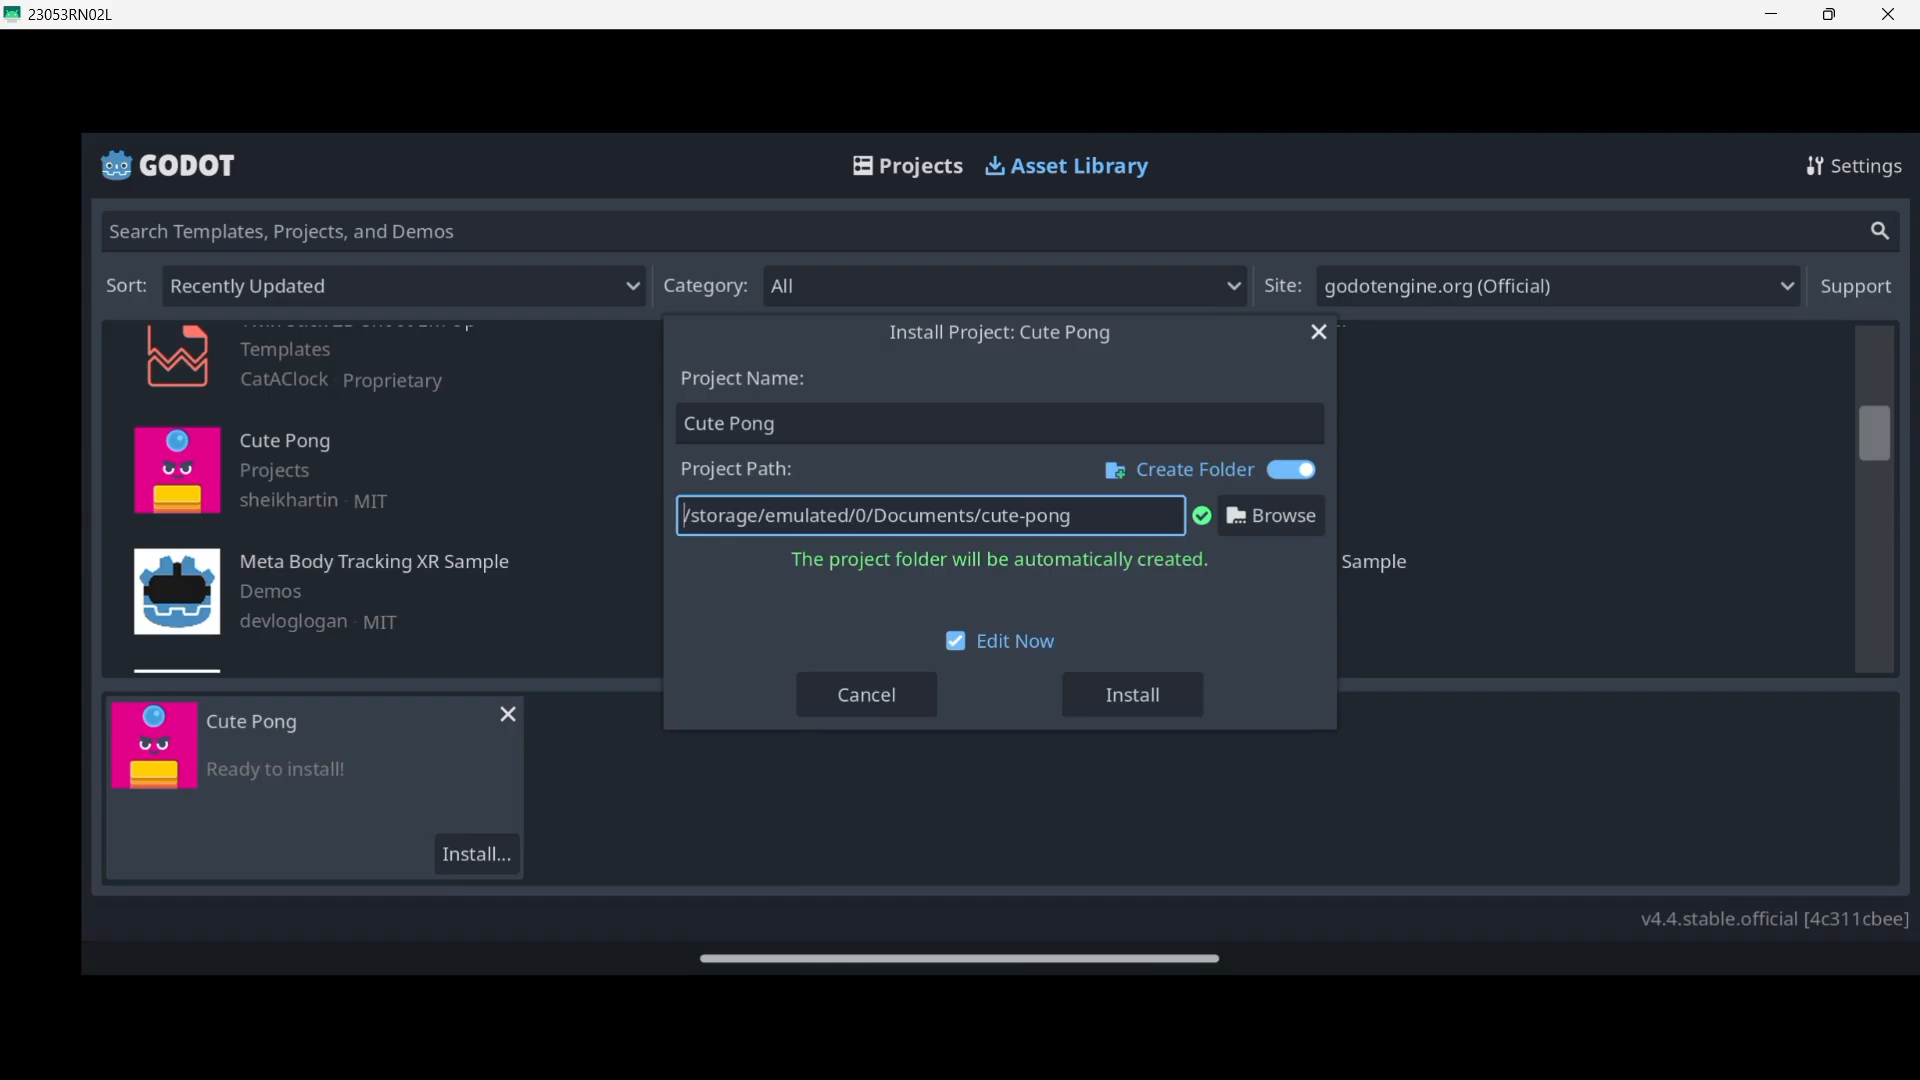 23053RN02L
GODOT
Projects
Asset Library
Settings
Search Templates, Projects, and Demos
Sort:
Recently Updated
Category:
All
Site:
godotengine.org (Official)
Support
Templates
CatAClock Proprietary
Cute Pong
Projects
sheikhartin · MIT
Meta Body Tracking XR Sample
Demos
devloglogan · MIT
Sample
Install Project: Cute Pong
Project Name:
Cute Pong
Project Path:
Create Folder
/storage/emulated/0/Documents/cute-pong
Browse
The project folder will be automatically created.
Edit Now
Cancel
Install
Cute Pong
Ready to install!
Install...
v4.4.stable.official [4c311cbee]